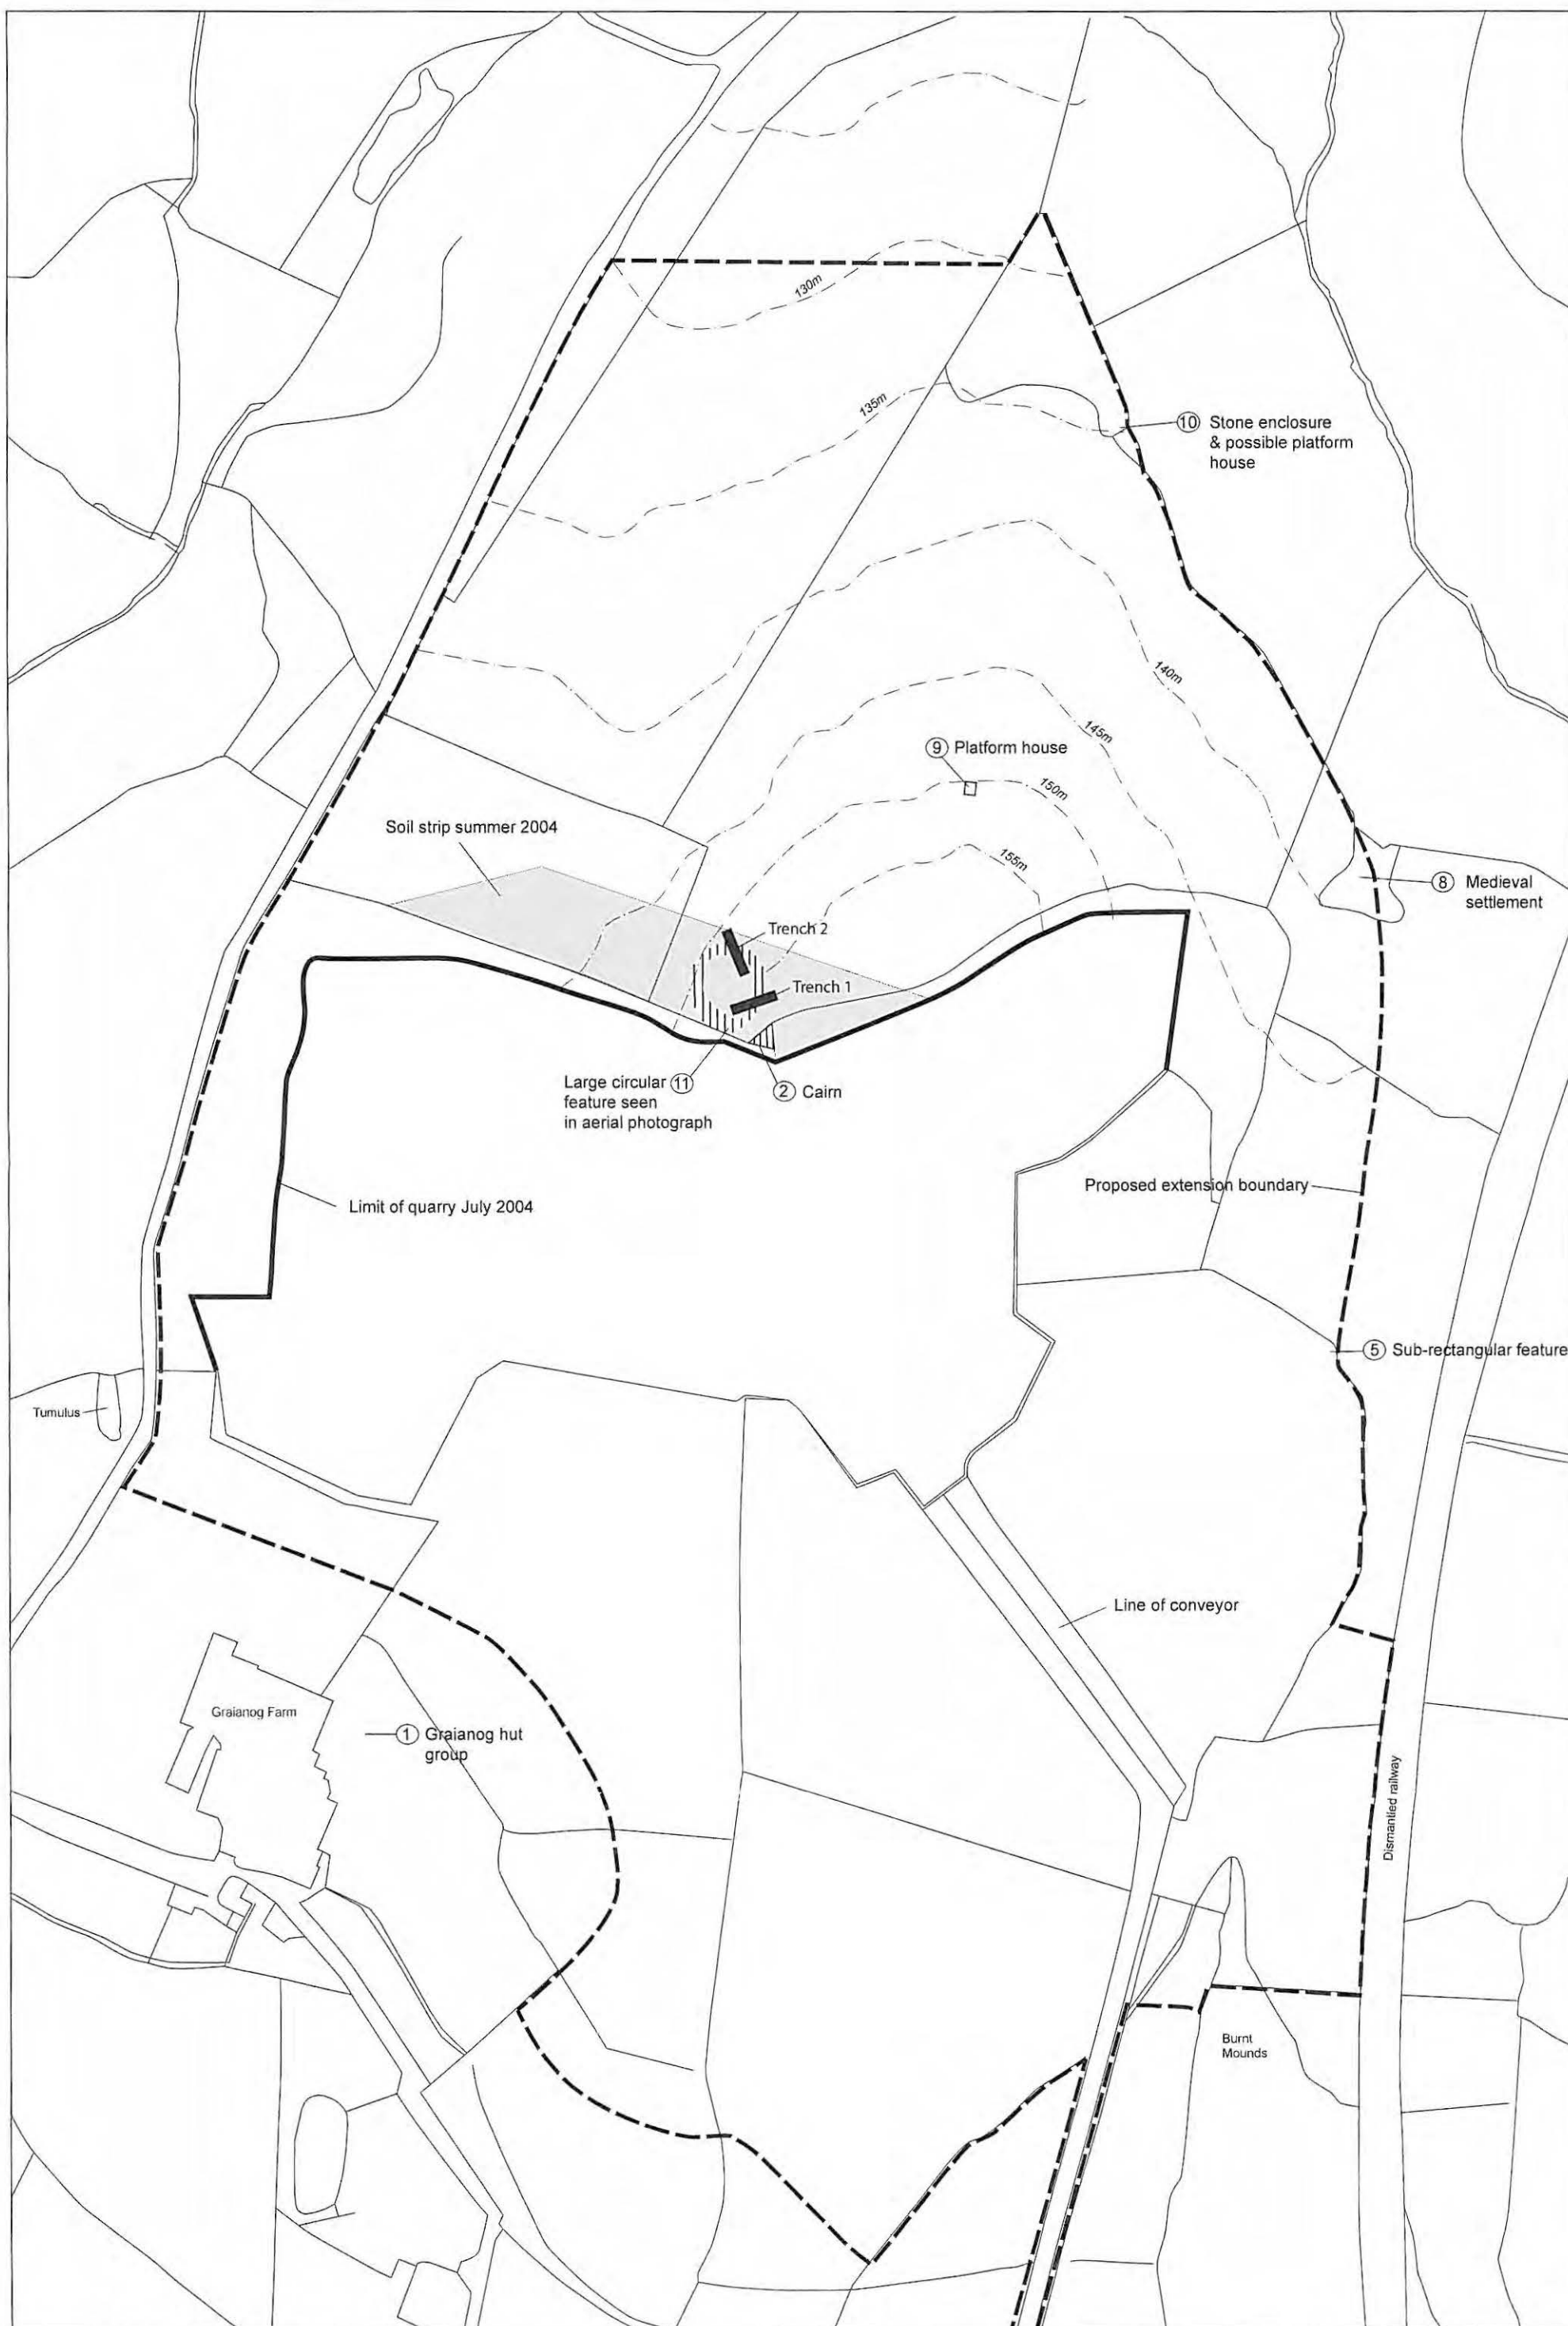 130m
135m
10 Stone enclosure
& possible platform
house
140m
145m
9 Platform house
150m
Soil strip summer 2004
155m
8 Medieval
settlement
Trench 2
Trench 1
Large circular 11
feature seen
in aerial photograph
2 Cairn
Proposed extension boundary
Limit of quarry July 2004
5 Sub-rectangular feature
Tumulus
Line of conveyor
Graianog Farm
1 Graianog hut
group
Dismantled railway
Burnt
Mounds